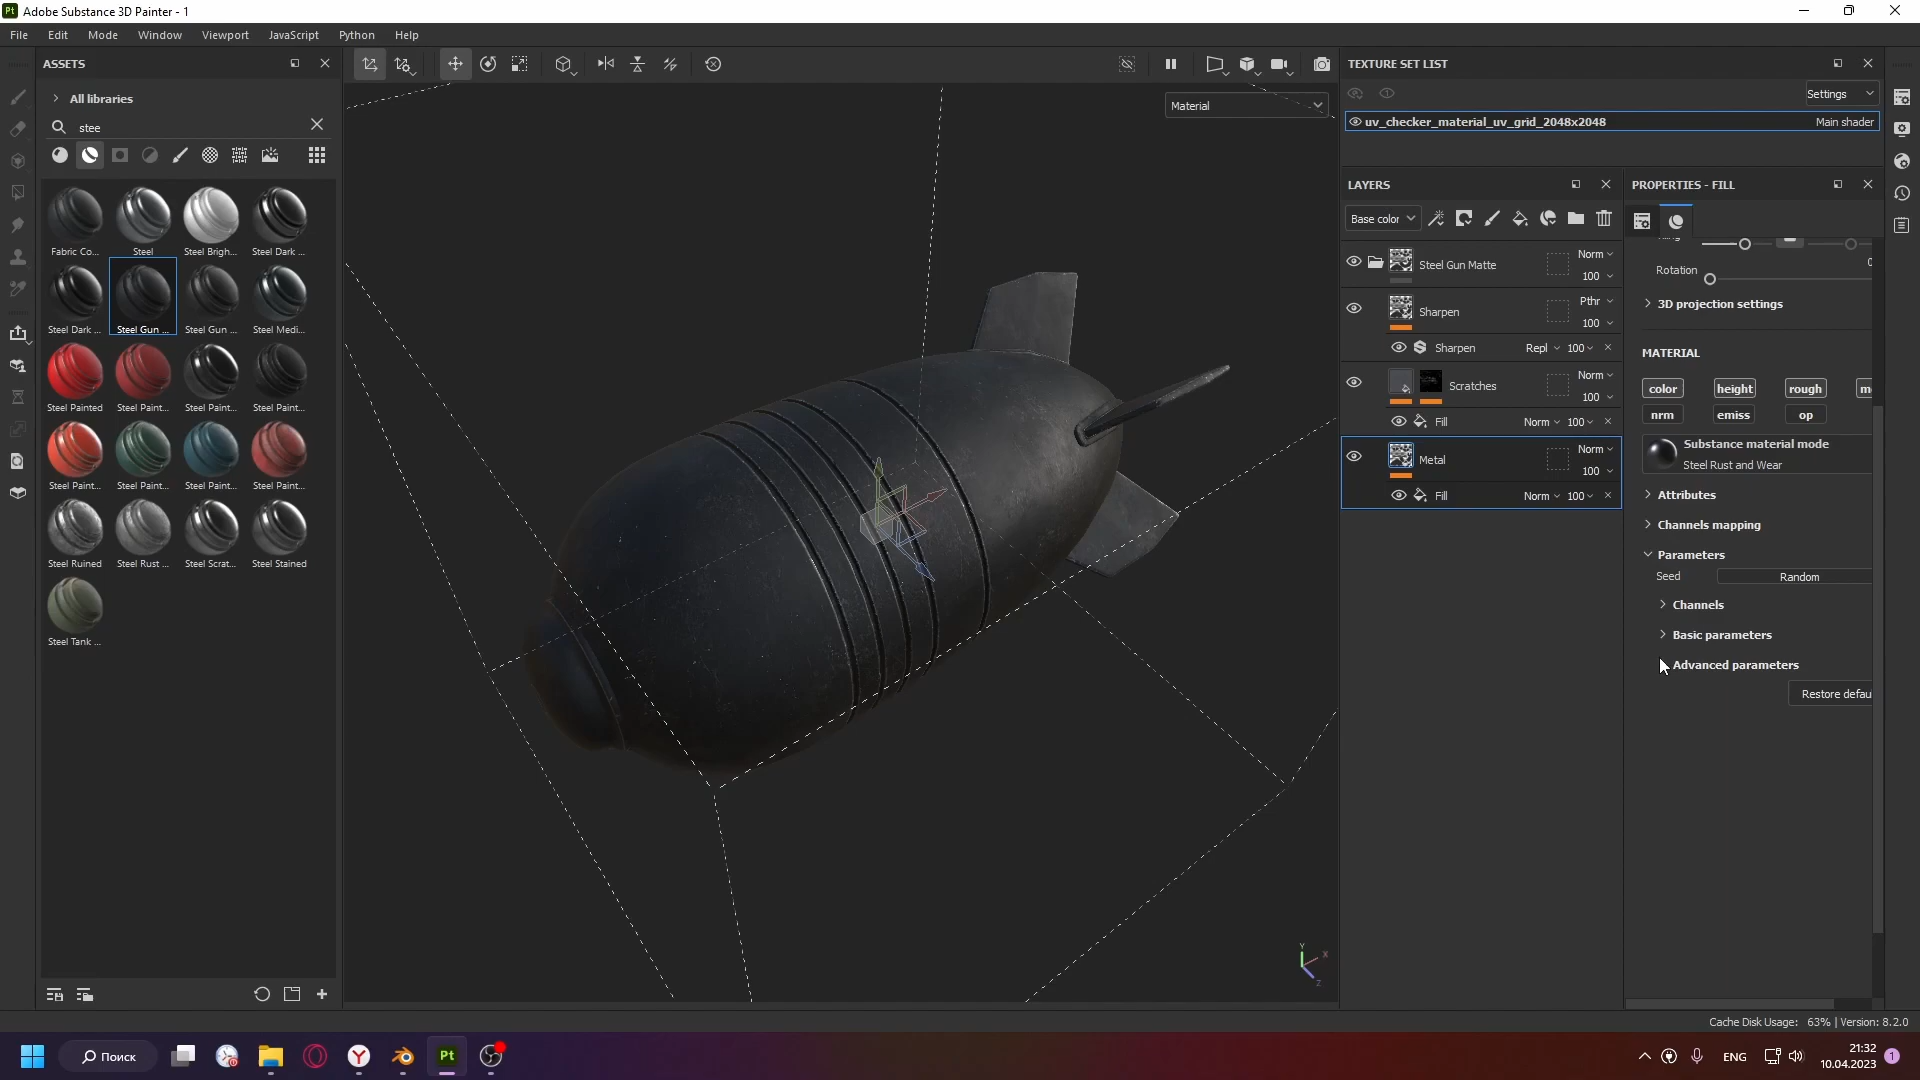 Adobe Substance 3D Painter - 1
File Edit Mode Window Viewport JavaScript Python Help
ASSETS
All libraries
stee
Fabric Co... Steel Steel Brigh... Steel Dark ...
Steel Dark ... Steel Gun ... Steel Gun ... Steel Medi...
Steel Painted Steel Paint... Steel Paint... Steel Paint...
Steel Paint... Steel Paint... Steel Paint... Steel Paint...
Steel Ruined Steel Rust ... Steel Scrat... Steel Stained
Steel Tank ...
Material
Y
X
Z
TEXTURE SET LIST
Settings
uv_checker_material_uv_grid_2048x2048 Main shader
LAYERS
Base color
Steel Gun Matte Norm
100
Sharpen Pthr
100
Sharpen Repl 100
Scratches Norm
100
Fill Norm 100
Metal Norm
100
Fill Norm 100
PROPERTIES - FILL
Rotation 0
3D projection settings
MATERIAL
color height rough m
nrm emiss op
Substance material mode
Steel Rust and Wear
Attributes
Channels mapping
Parameters
Seed Random
Channels
Basic parameters
Advanced parameters
Restore defau
Cache Disk Usage: 63% | Version: 8.2.0
Поиск
Pt
ENG
21:32
10.04.2023
1